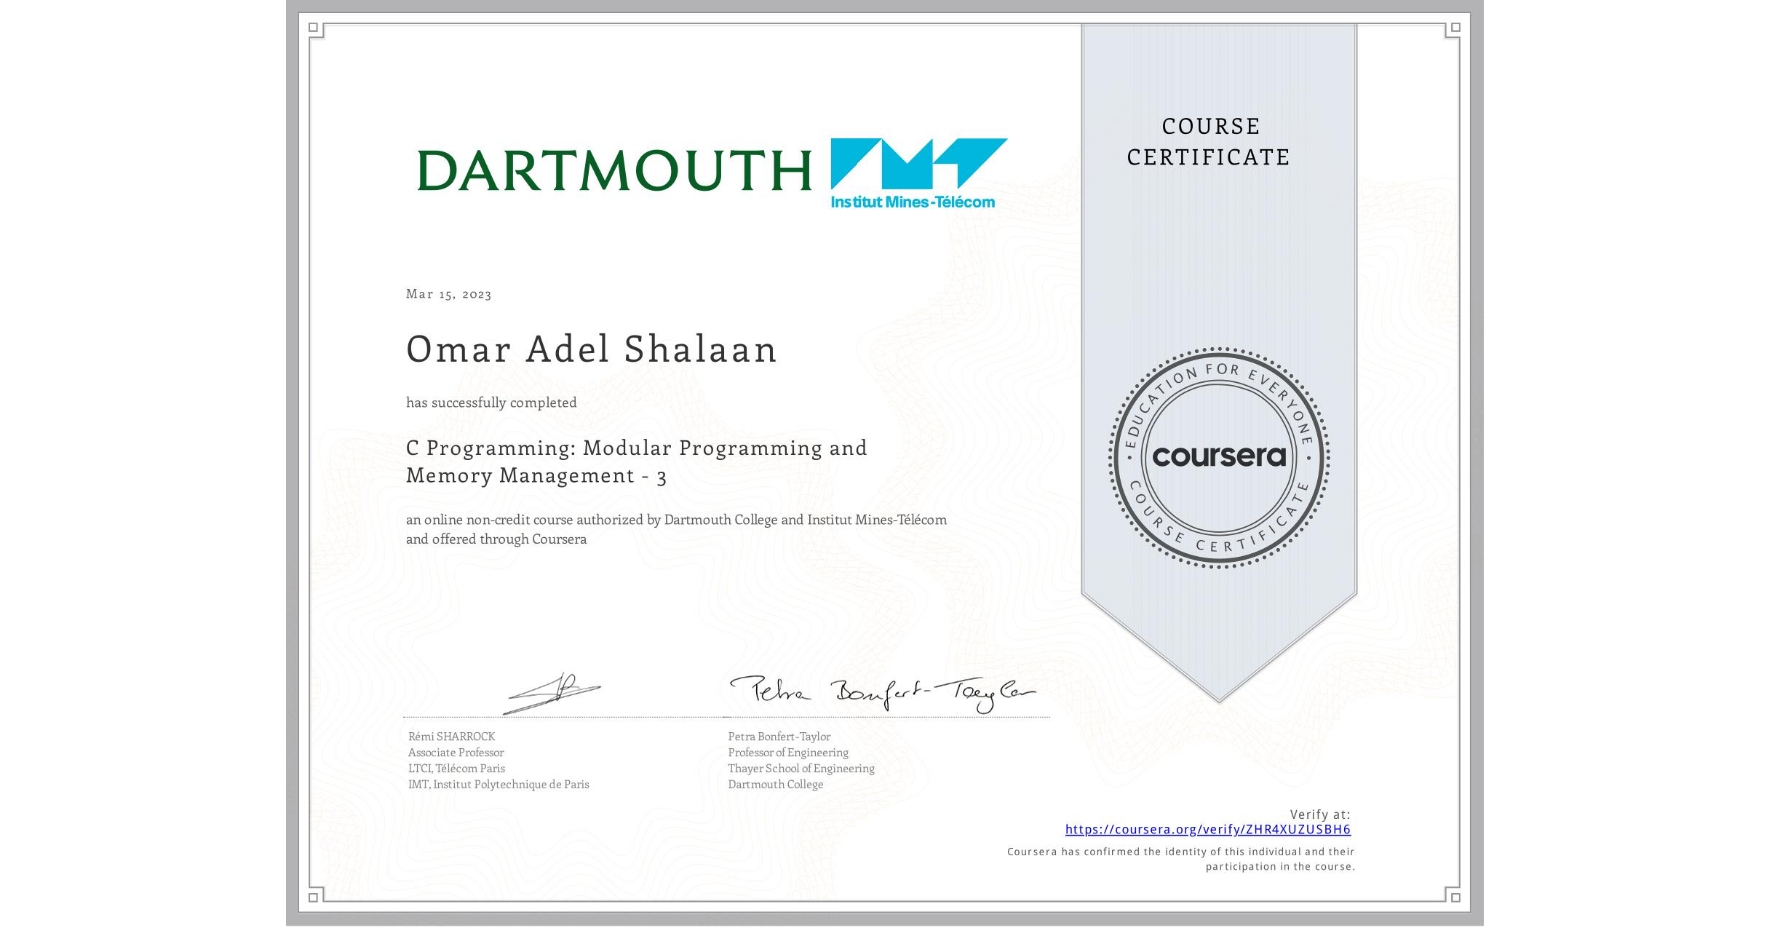 DARTMOUTH
Institut Mines-Télécom
COURSE
CERTIFICATE
Mar 15, 2023
Omar Adel Shalaan
has successfully completed
C Programming: Modular Programming and
Memory Management - 3
an online non-credit course authorized by Dartmouth College and Institut Mines-Télécom
and offered through Coursera
EDUCATION FOR EVERYONE
coursera
COURSE CERTIFICATE
Petra Bonfert-Taylor
Rémi SHARROCK
Associate Professor
LTCI, Télécom Paris
IMT, Institut Polytechnique de Paris
Petra Bonfert-Taylor
Professor of Engineering
Thayer School of Engineering
Dartmouth College
Verify at:
https://coursera.org/verify/ZHR4XUZUSBH6
Coursera has confirmed the identity of this individual and their
participation in the course.